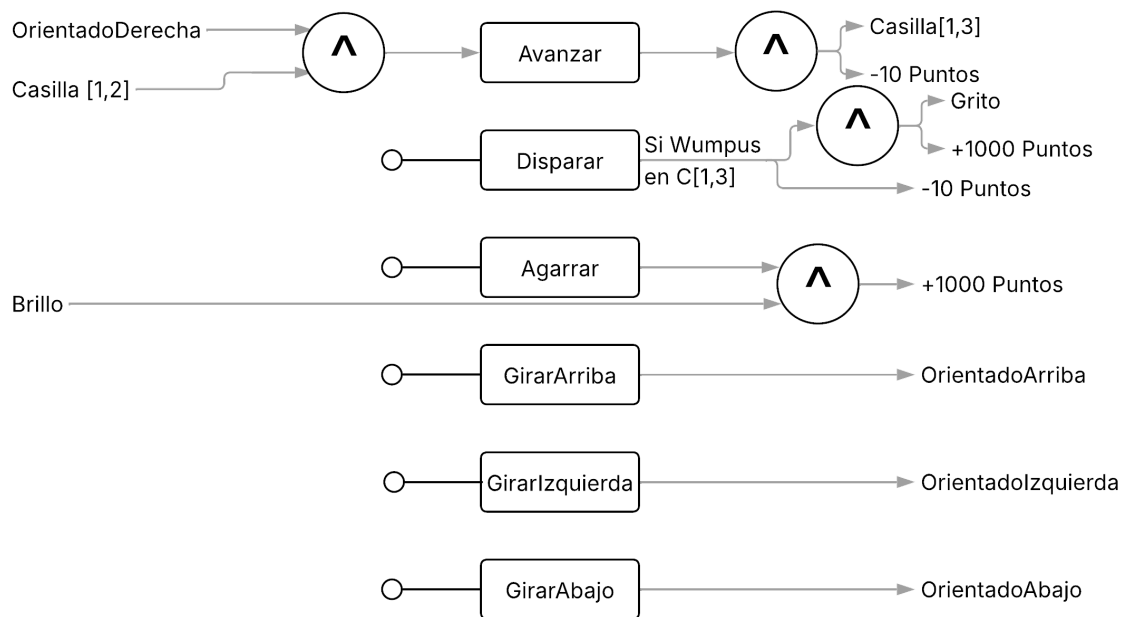 OrientadoDerecha
^
Avanzar
^
Casilla[1,3]
Casilla [1,2]
-10 Puntos
Disparar
Si Wumpus
en C[1,3]
^
Grito
+1000 Puntos
-10 Puntos
Agarrar
^
+1000 Puntos
Brillo
GirarArriba
OrientadoArriba
GirarIzquierda
OrientadoIzquierda
GirarAbajo
OrientadoAbajo